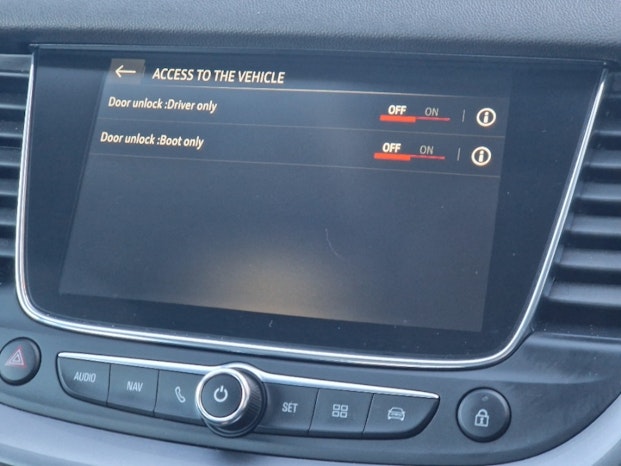 ACCESS TO THE VEHICLE
Door unlock :Driver only OFF ON
Door unlock :Boot only OFF ON
AUDIO NAV SET